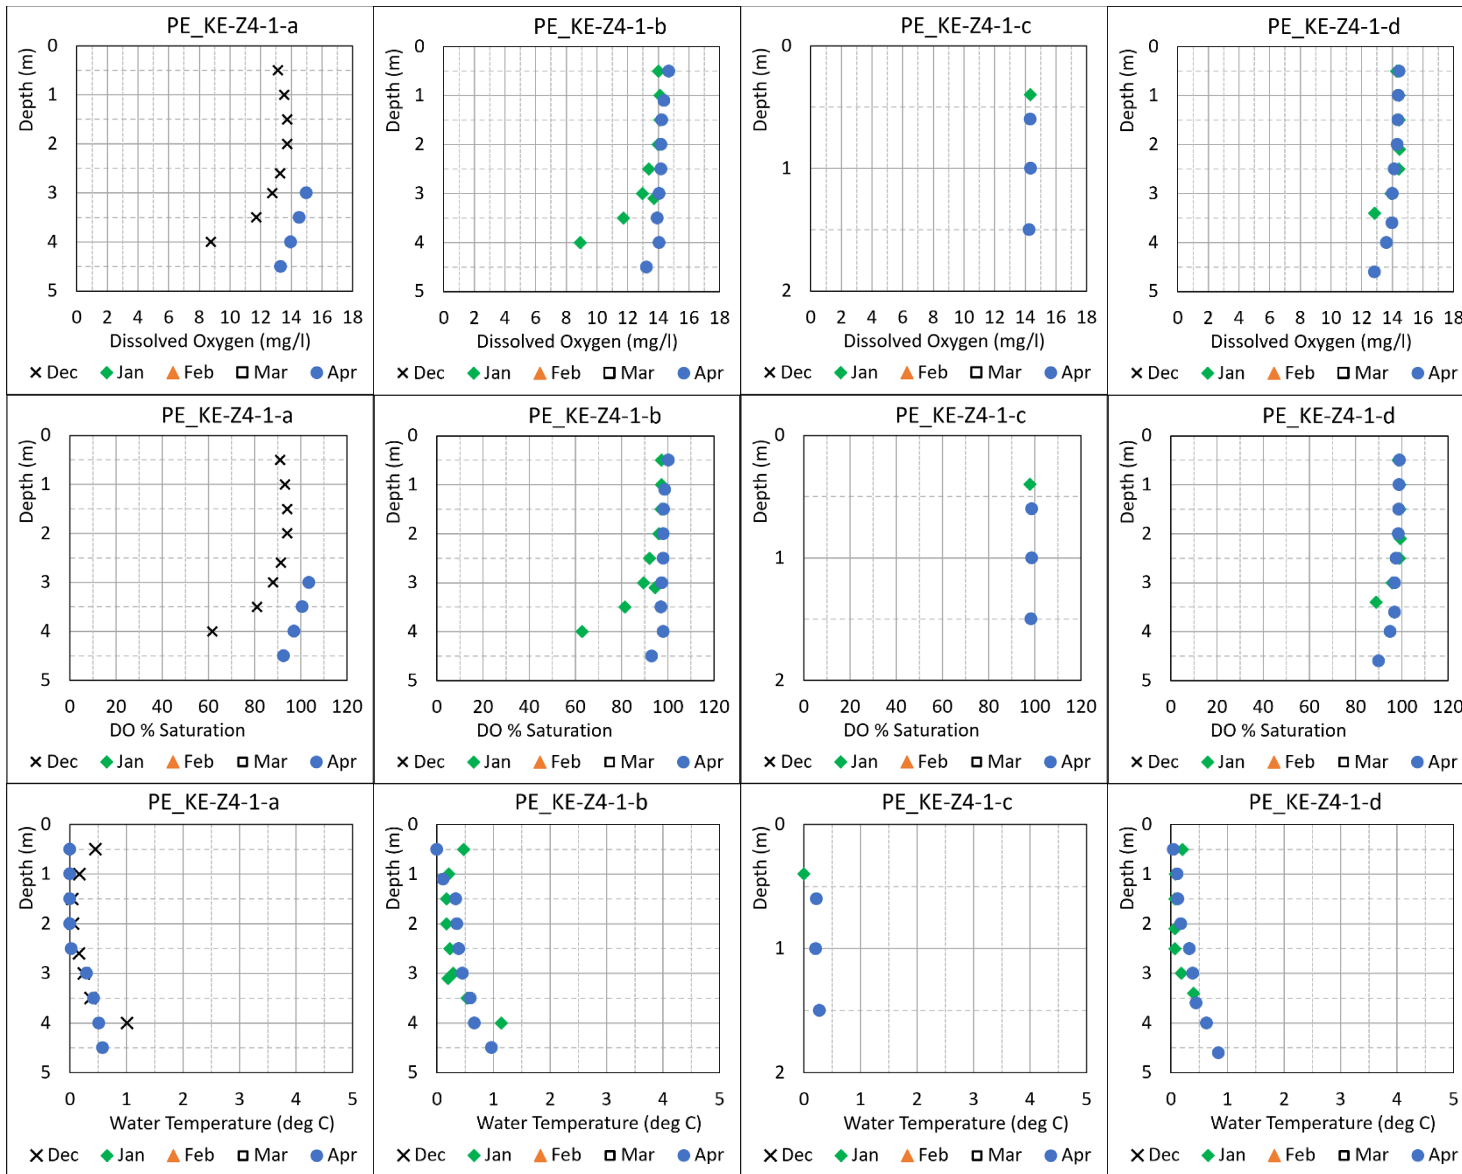 PE_KE-Z4-1-a
Depth (m)
0
1
2
3
4
5
0 2 4 6 8 10 12 14 16 18
Dissolved Oxygen (mg/l)
Dec Jan Feb Mar Apr
PE_KE-Z4-1-b
Depth (m)
0
1
2
3
4
5
0 2 4 6 8 10 12 14 16 18
Dissolved Oxygen (mg/l)
Dec Jan Feb Mar Apr
PE_KE-Z4-1-c
Depth (m)
0
1
2
0 2 4 6 8 10 12 14 16 18
Dissolved Oxygen (mg/l)
Dec Jan Feb Mar Apr
PE_KE-Z4-1-d
Depth (m)
0
1
2
3
4
5
0 2 4 6 8 10 12 14 16 18
Dissolved Oxygen (mg/l)
Dec Jan Feb Mar Apr
PE_KE-Z4-1-a
Depth (m)
0
1
2
3
4
5
0 20 40 60 80 100 120
DO % Saturation
Dec Jan Feb Mar Apr
PE_KE-Z4-1-b
Depth (m)
0
1
2
3
4
5
0 20 40 60 80 100 120
DO % Saturation
Dec Jan Feb Mar Apr
PE_KE-Z4-1-c
Depth (m)
0
1
2
0 20 40 60 80 100 120
DO % Saturation
Dec Jan Feb Mar Apr
PE_KE-Z4-1-d
Depth (m)
0
1
2
3
4
5
0 20 40 60 80 100 120
DO % Saturation
Dec Jan Feb Mar Apr
PE_KE-Z4-1-a
Depth (m)
0
1
2
3
4
5
0 1 2 3 4 5
Water Temperature (deg C)
Dec Jan Feb Mar Apr
PE_KE-Z4-1-b
Depth (m)
0
1
2
3
4
5
0 1 2 3 4 5
Water Temperature (deg C)
Dec Jan Feb Mar Apr
PE_KE-Z4-1-c
Depth (m)
0
1
2
0 1 2 3 4 5
Water Temperature (deg C)
Dec Jan Feb Mar Apr
PE_KE-Z4-1-d
Depth (m)
0
1
2
3
4
5
0 1 2 3 4 5
Water Temperature (deg C)
Dec Jan Feb Mar Apr